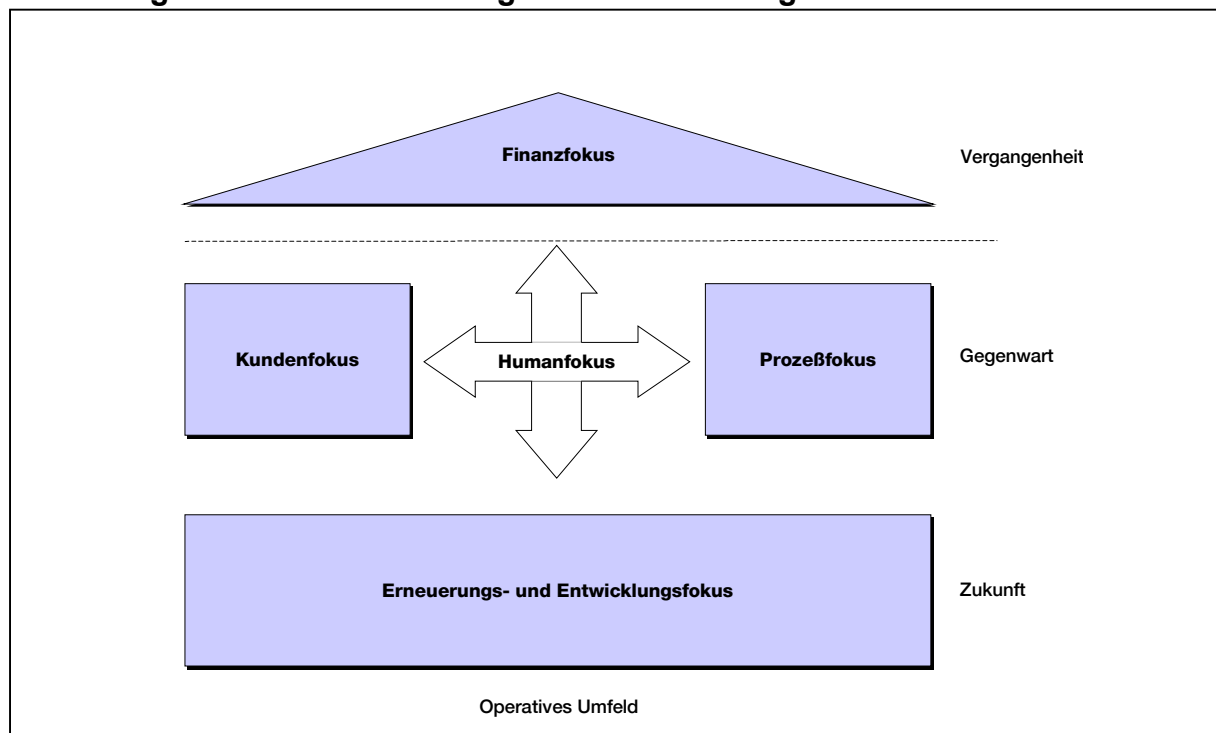 Finanzfokus
Vergangenheit
Kundenfokus
Humanfokus
Prozeßfokus
Gegenwart
Erneuerungs- und Entwicklungsfokus
Zukunft
Operatives Umfeld